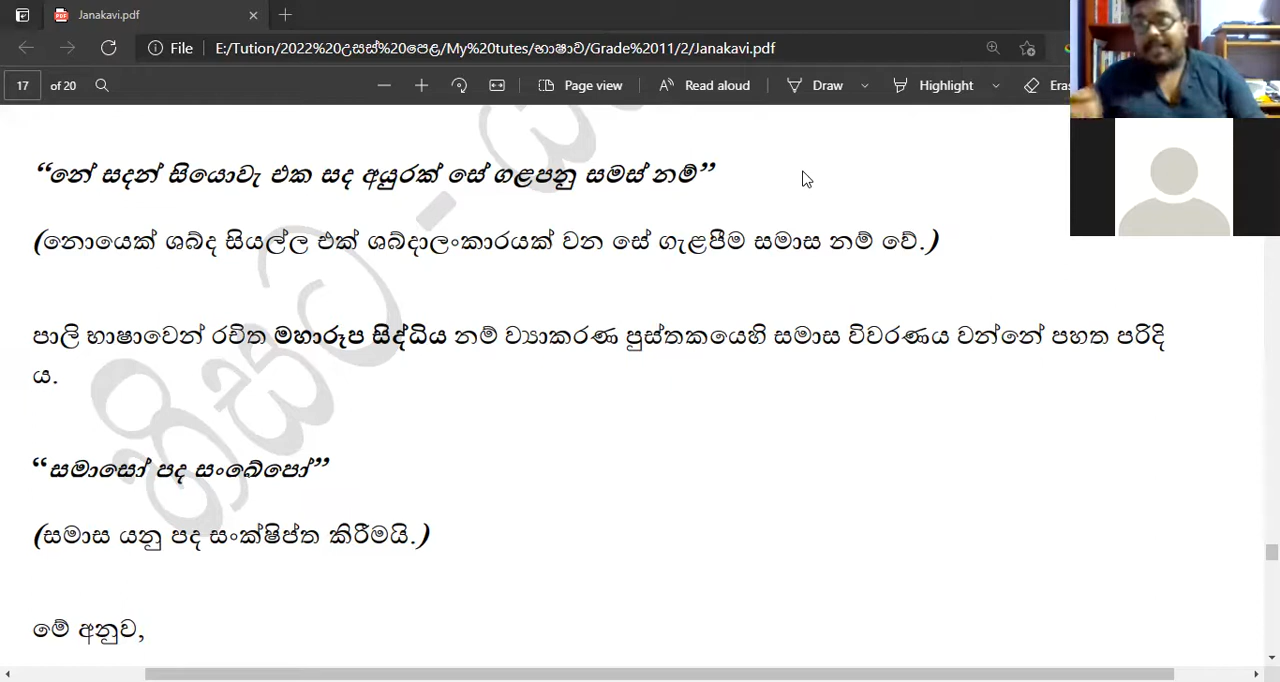 Janakavi.pdf
File E:/Tution/2022%20උසස්%20පෙළ/My%20tutes/භාෂාව/Grade%2011/2/Janakavi.pdf
17 of 20 Page view Read aloud Draw Highlight Eras
“නේ සදන් සියොවැ එක සද අයුරක් සේ ගළපනු සමස් නම්”
(නොයෙක් ශබ්ද සියල්ල එක් ශබ්දාලංකාරයක් වන සේ ගැළපීම සමාස නම් වේ.)
පාලි භාෂාවෙන් රචිත මහාරූප සිද්ධිය නම් ව්‍යාකරණ පුස්තකයෙහි සමාස විවරණය වන්නේ පහත පරිදි
ය.
“සමාසෝ පද සංඛේපෝ”
(සමාස යනු පද සංක්ෂිප්ත කිරීමයි.)
මේ අනුව,